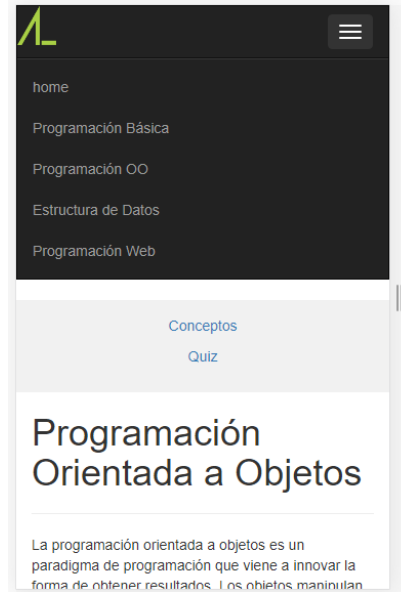 home
Programación Básica
Programación OO
Estructura de Datos
Programación Web
Conceptos
Quiz
Programación
Orientada a Objetos
La programación orientada a objetos es un
paradigma de programación que viene a innovar la
forma de obtener resultados. Los objetos manipulan